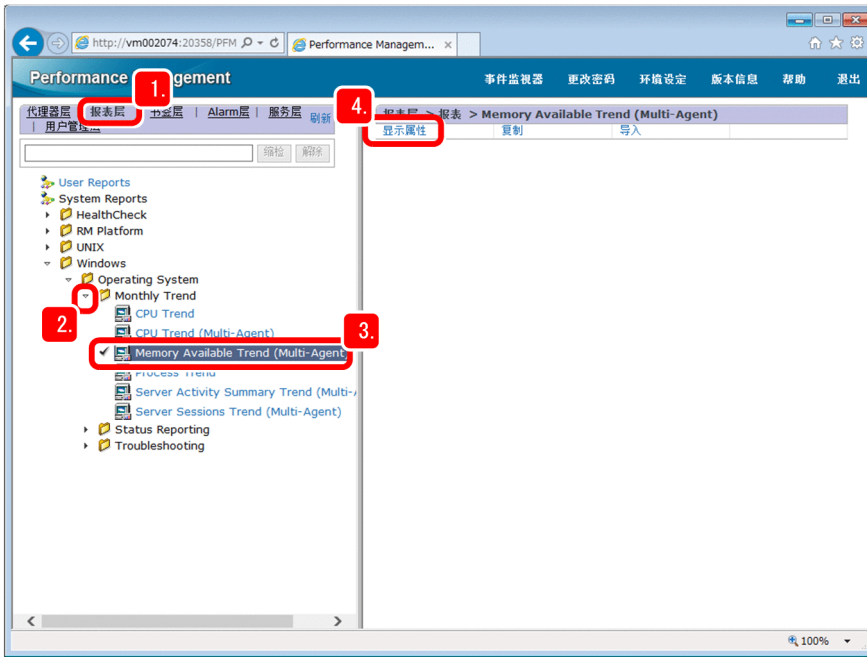 http://vm002074:20358/PFM
Performance Managem...
Performance gement
事件监视器 更改密码 环境设定 版本信息 帮助 退出
1.
代理器层 报表层 书签层 | Alarm层 | 服务层 刷新
| 用户管理层
4.
报表层 > 报表 > Memory Available Trend (Multi-Agent)
显示属性 复制 导入
缩检 解除
User Reports
System Reports
HealthCheck
RM Platform
UNIX
Windows
Operating System
Monthly Trend
CPU Trend
2.
CPU Trend (Multi-Agent)
3.
Memory Available Trend (Multi-Agent
Process Trend
Server Activity Summary Trend (Multi-
Server Sessions Trend (Multi-Agent)
Status Reporting
Troubleshooting
100%